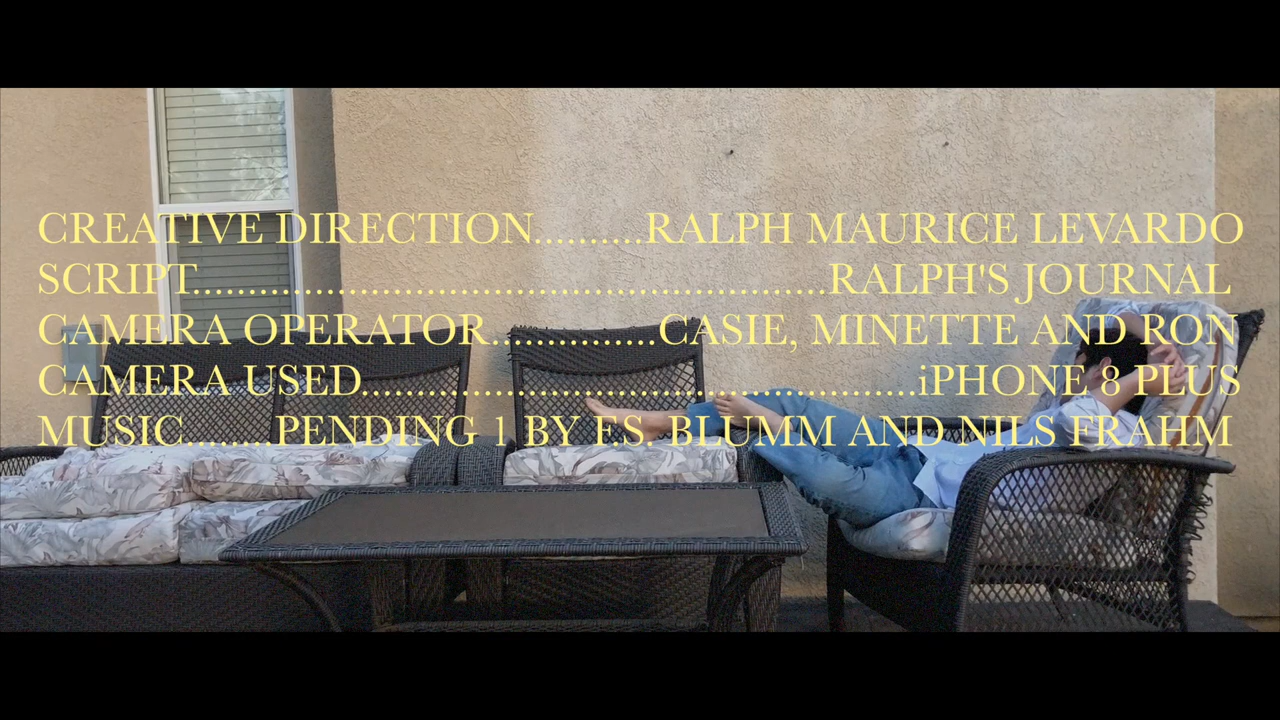 CREATIVE DIRECTION..........RALPH MAURICE LEVARDO
SCRIPT.........................................................RALPH'S JOURNAL
CAMERA OPERATOR...............CASIE, MINETTE AND RON
CAMERA USED..................................................iPHONE 8 PLUS
MUSIC........PENDING 1 BY F.S. BLUMM AND NILS FRAHM